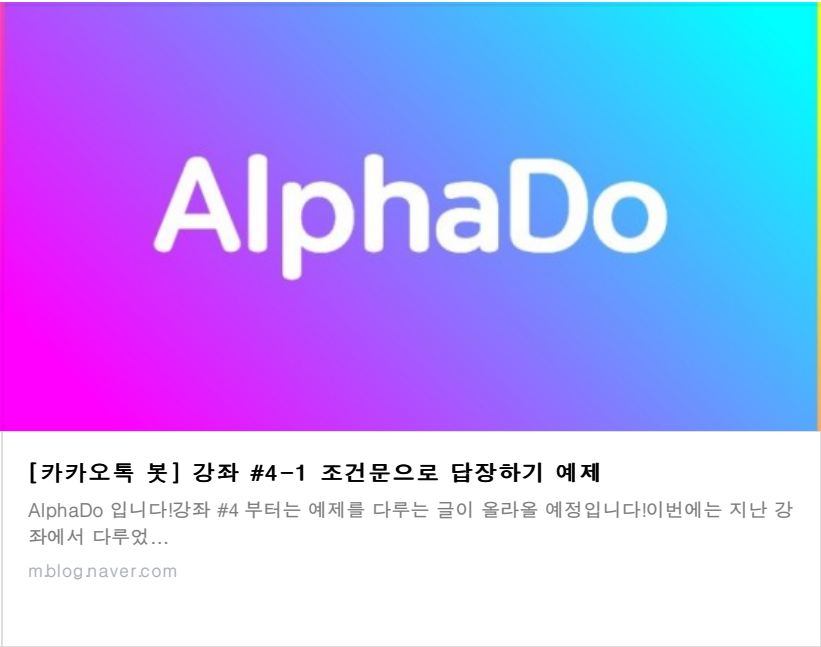 AlphaDo
[카카오톡 봇] 강좌 #4-1 조건문으로 답장하기 예제
AlphaDo 입니다!강좌 #4 부터는 예제를 다루는 글이 올라올 예정입니다!이번에는 지난 강
좌에서 다루었...
m.blog.naver.com